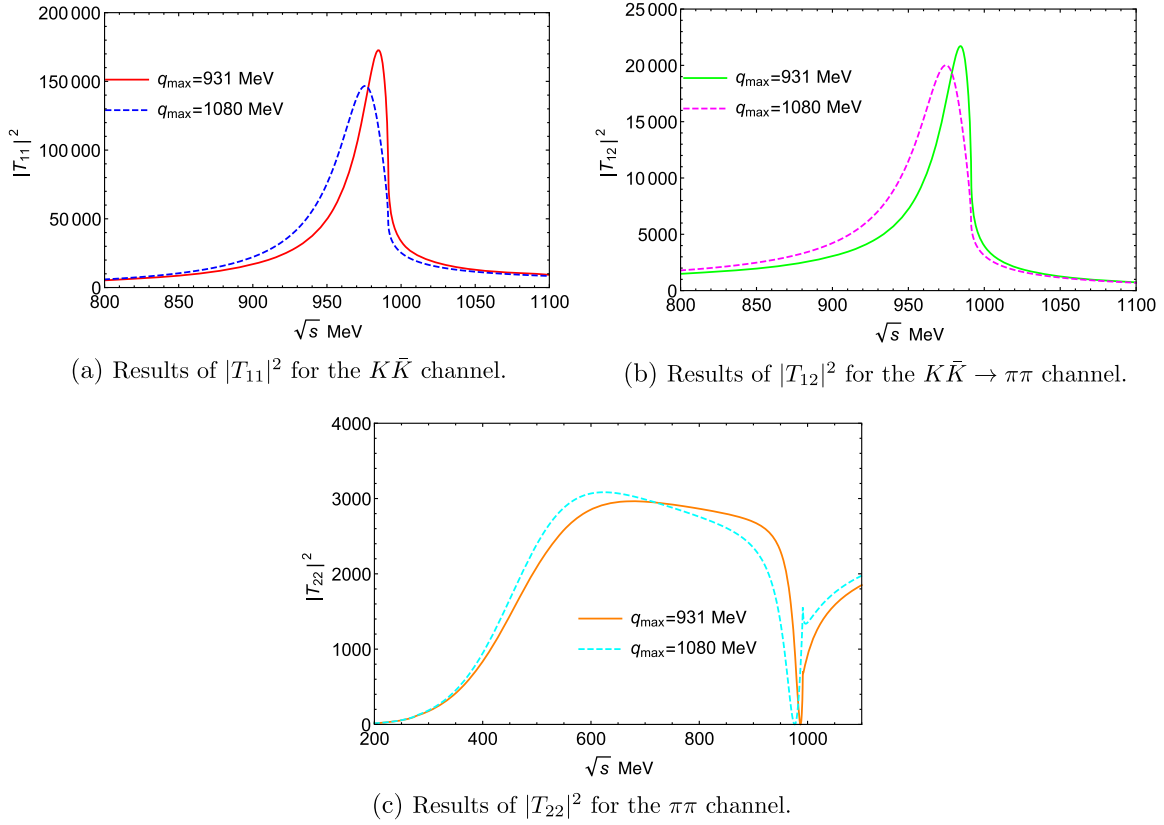 200 000
150 000
100 000
50 000
0
|T₁₁|²
q_max=931 MeV
q_max=1080 MeV
800 850 900 950 1000 1050 1100
√s MeV
(a) Results of |T₁₁|² for the KK̄ channel.
25 000
20 000
15 000
10 000
5000
0
|T₁₂|²
q_max=931 MeV
q_max=1080 MeV
800 850 900 950 1000 1050 1100
√s MeV
(b) Results of |T₁₂|² for the KK̄ → ππ channel.
4000
3000
2000
1000
0
|T₂₂|²
q_max=931 MeV
q_max=1080 MeV
200 400 600 800 1000
√s MeV
(c) Results of |T₂₂|² for the ππ channel.